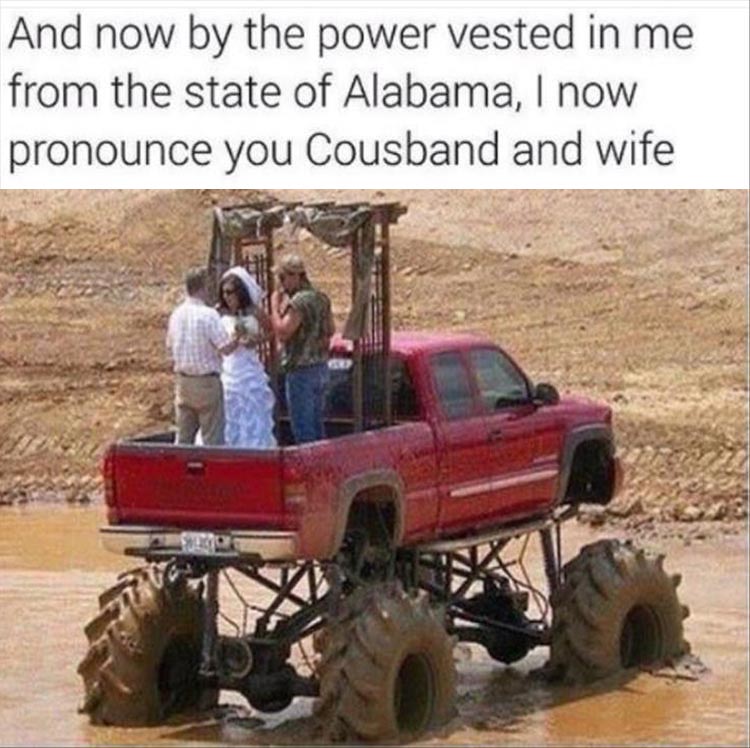 And now by the power vested in me
from the state of Alabama, I now
pronounce you Cousband and wife